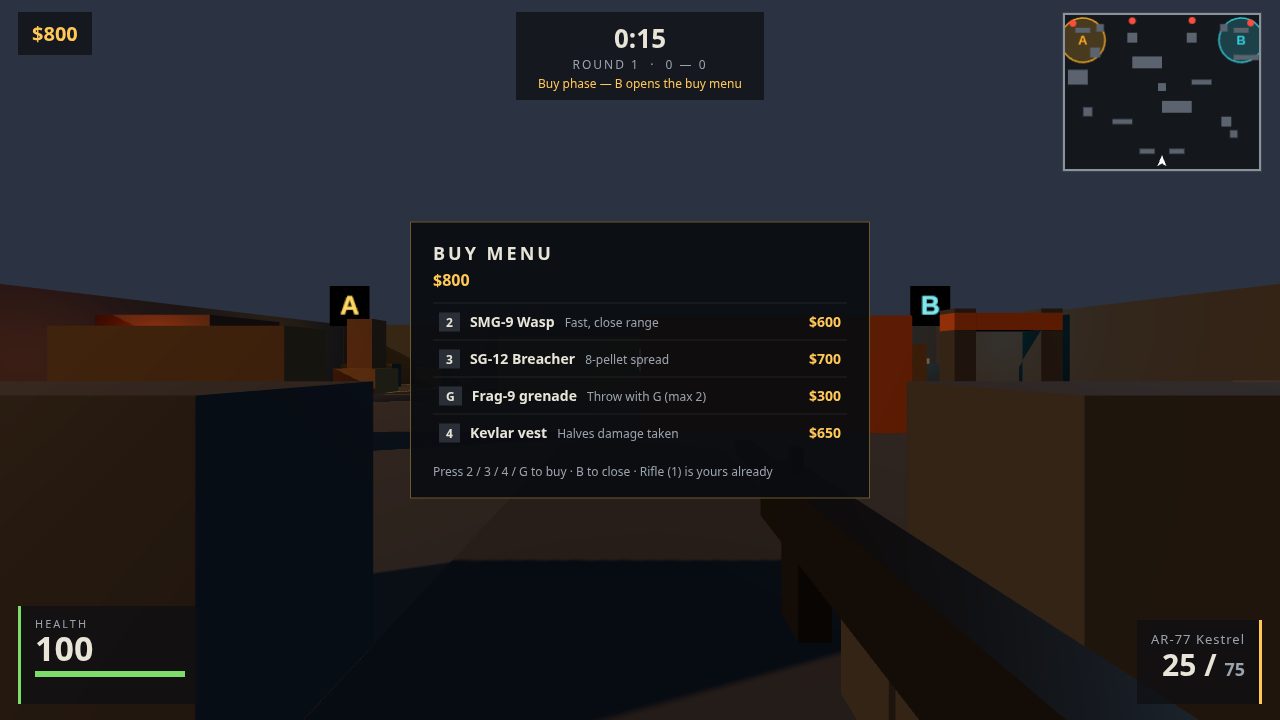 $800
0:15
ROUND 1 · 0 — 0
Buy phase — B opens the buy menu
A
B
A
B
BUY MENU
$800
2 SMG-9 Wasp Fast, close range $600
3 SG-12 Breacher 8-pellet spread $700
G Frag-9 grenade Throw with G (max 2) $300
4 Kevlar vest Halves damage taken $650
Press 2 / 3 / 4 / G to buy · B to close · Rifle (1) is yours already
HEALTH
100
AR-77 Kestrel
25 / 75